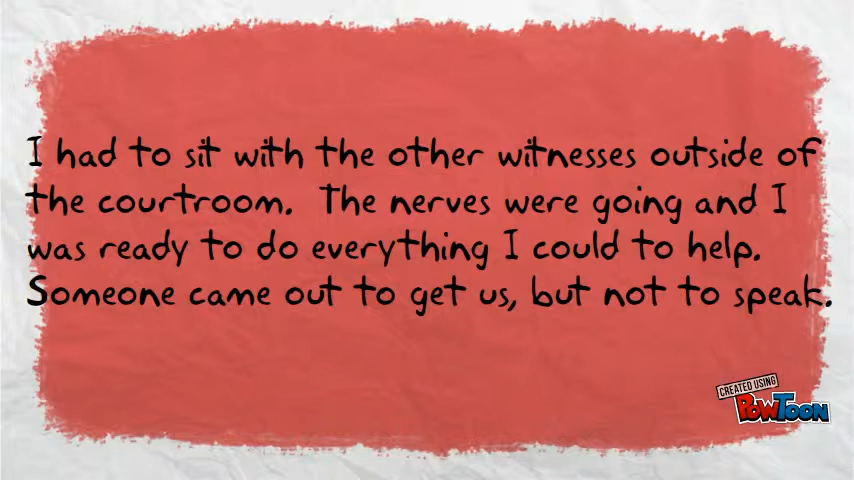 I had to sit with the other witnesses outside of
the courtroom.  The nerves were going and I
was ready to do everything I could to help.
Someone came out to get us, but not to speak.
CREATED USING
POWTOON